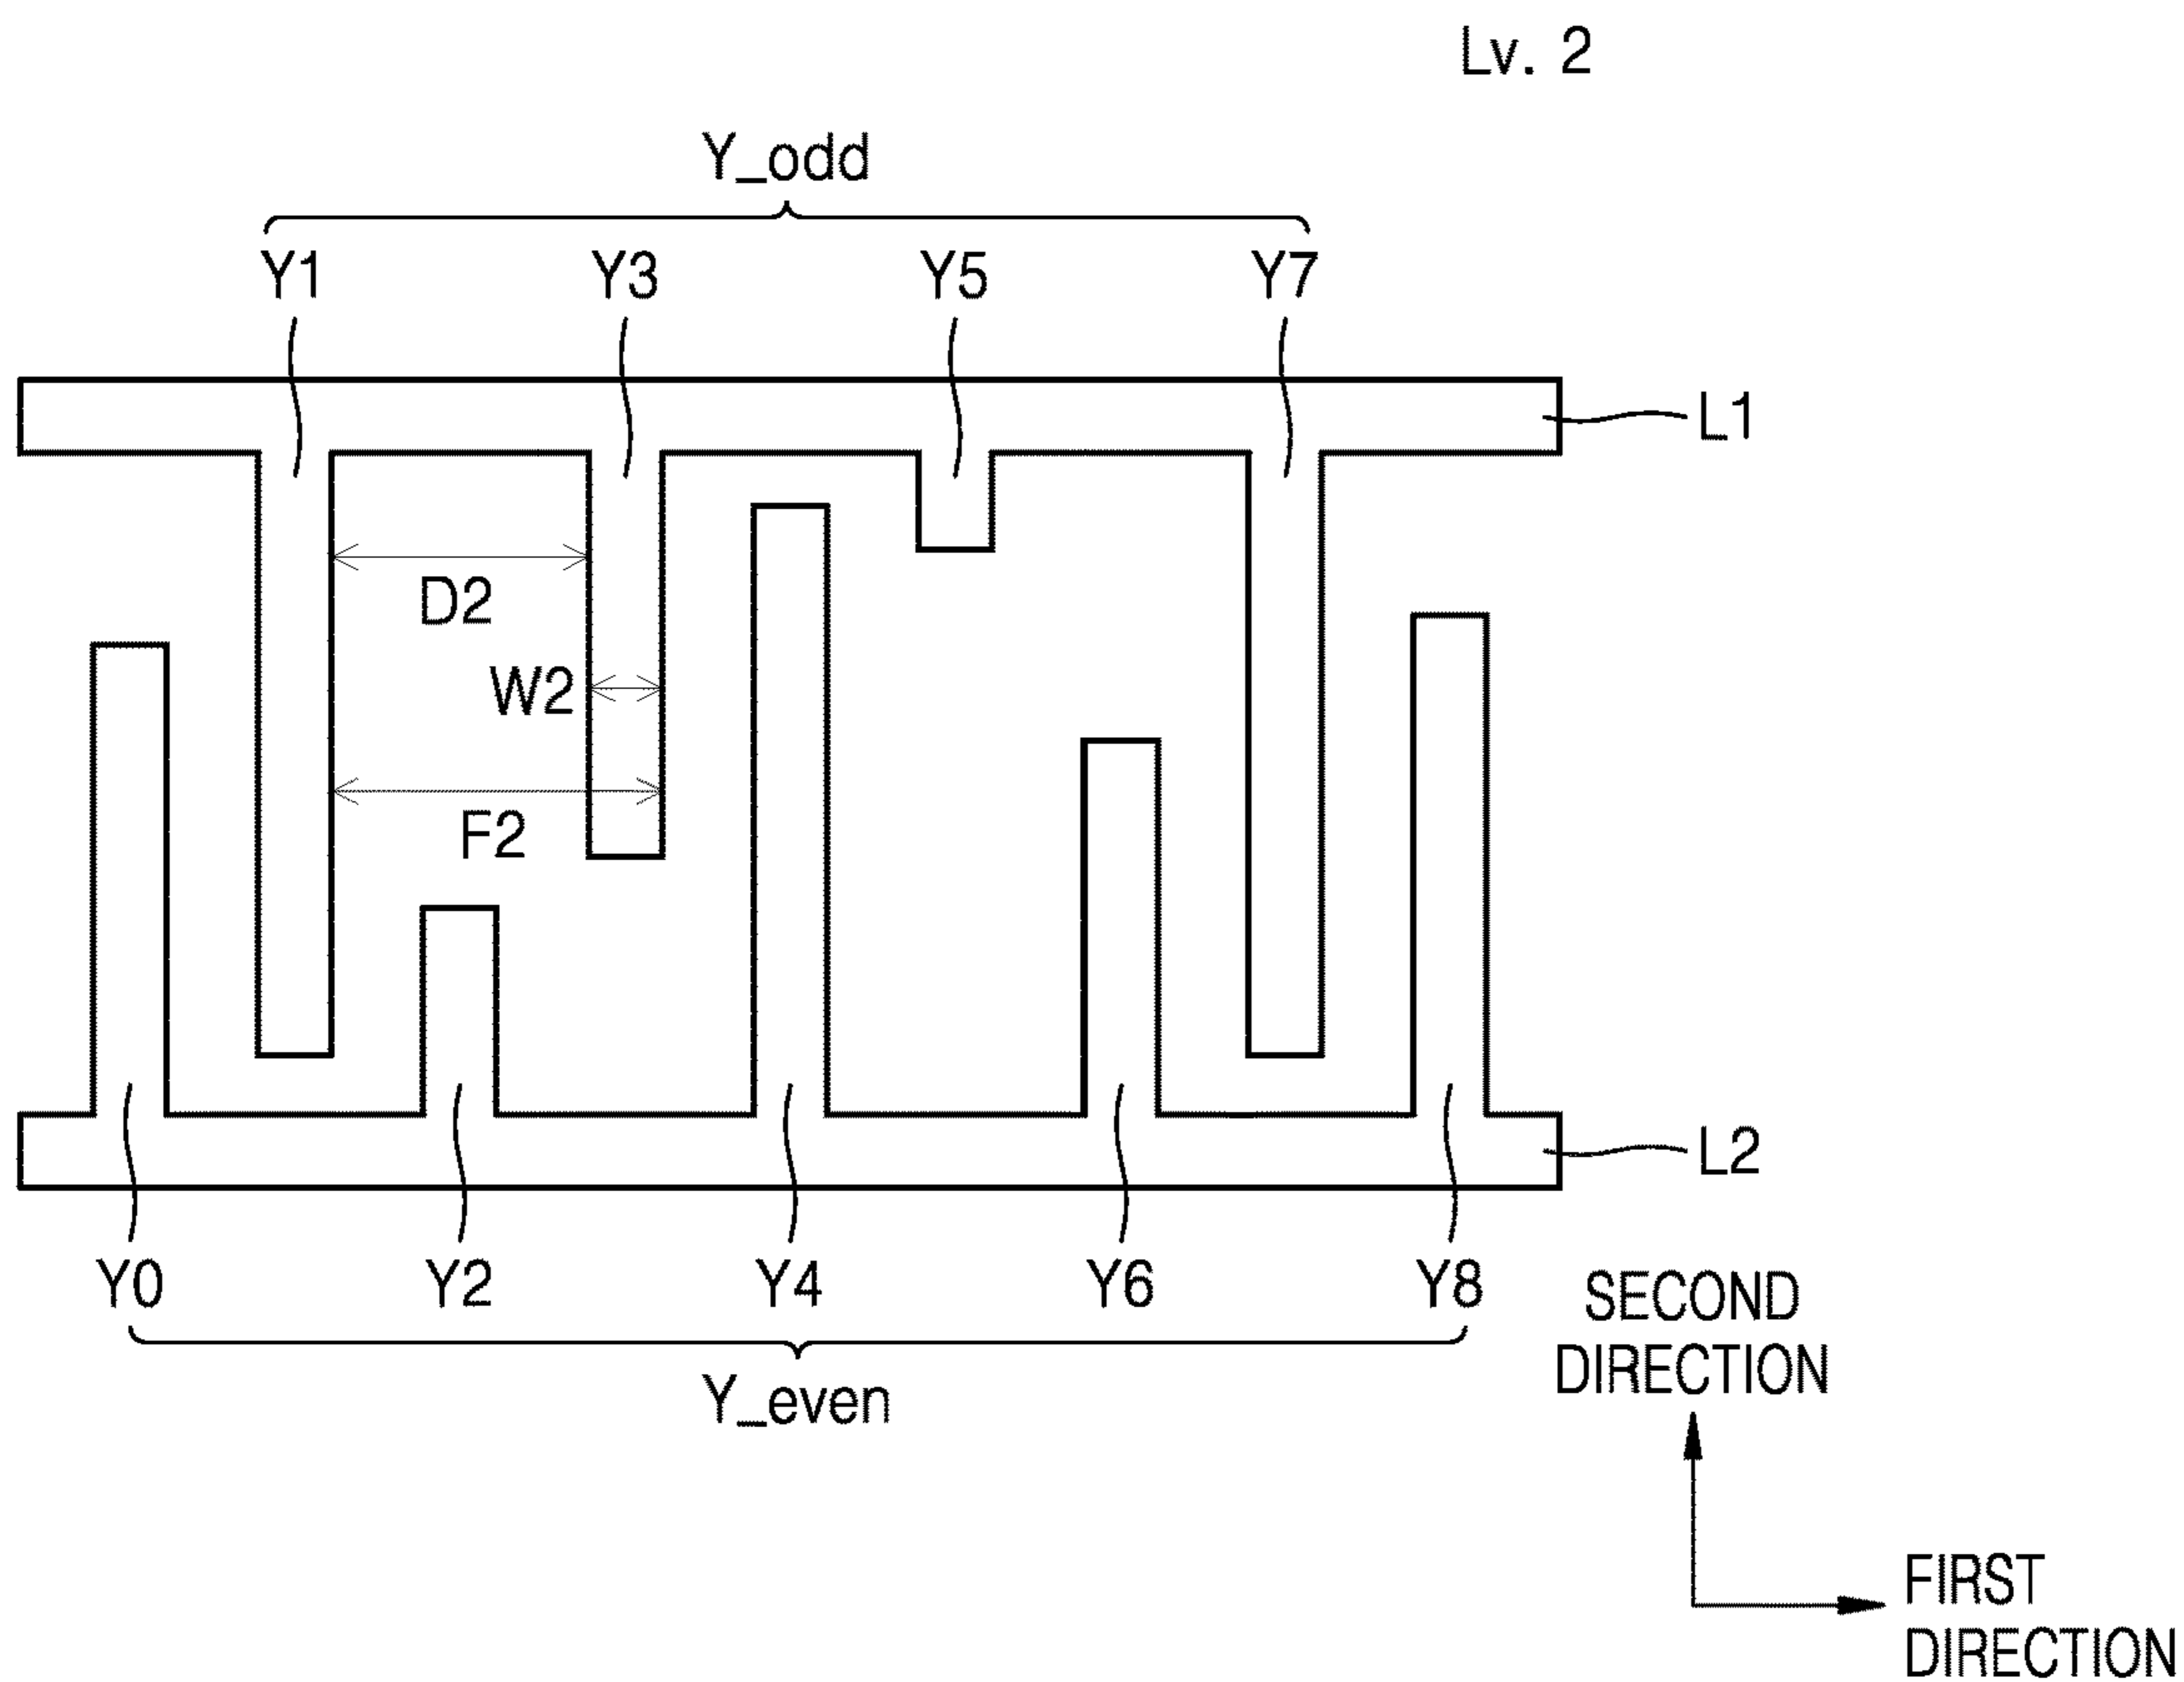 Lv. 2
Y_odd
Y1 Y3 Y5 Y7
L1
D2
W2
F2
L2
Y0 Y2 Y4 Y6 Y8
Y_even
SECOND
DIRECTION
FIRST
DIRECTION